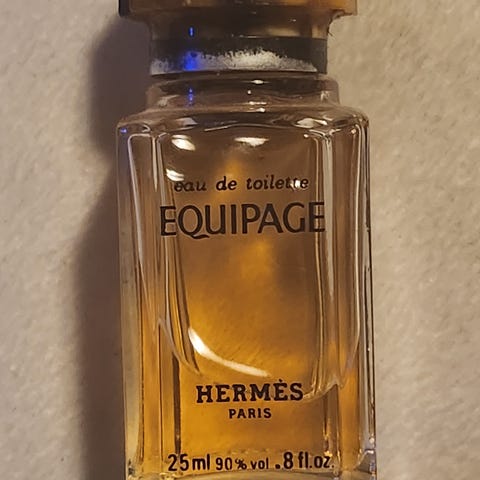 eau de toilette
EQUIPAGE
HERMÈS
PARIS
25ml 90% vol .8 fl.oz.